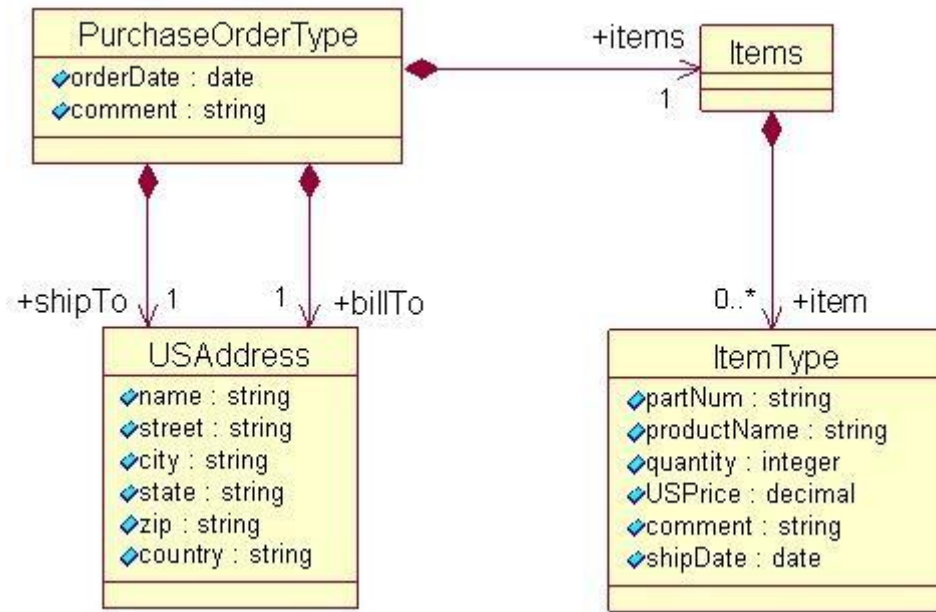 PurchaseOrderType
orderDate : date
comment : string
+items
1
Items
+shipTo
1
1
+billTo
0..*
+item
USAddress
name : string
street : string
city : string
state : string
zip : string
country : string
ItemType
partNum : string
productName : string
quantity : integer
USPrice : decimal
comment : string
shipDate : date